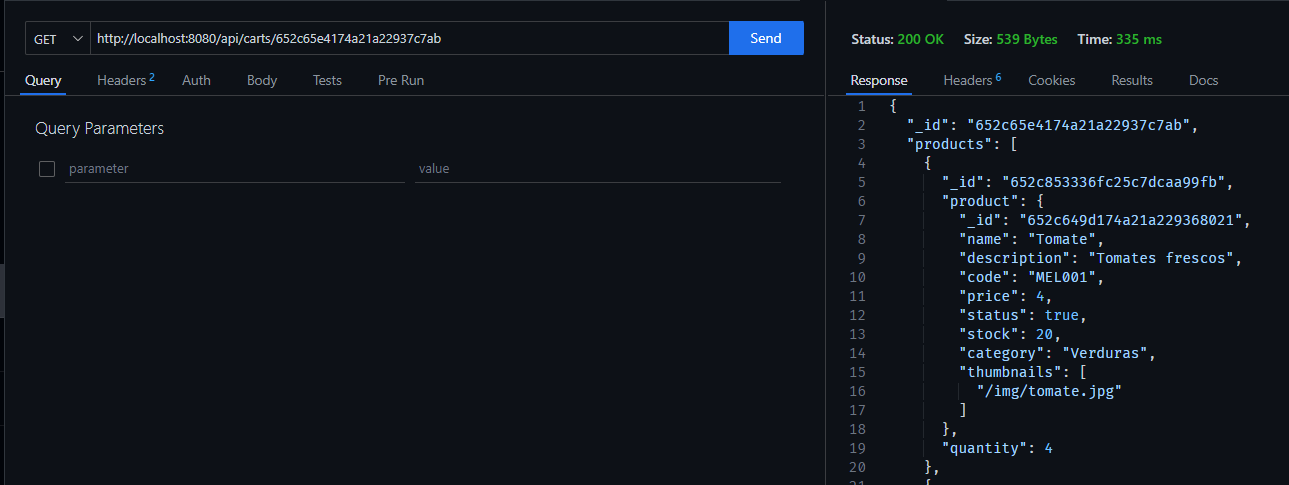 GET http://localhost:8080/api/carts/652c65e4174a21a22937c7ab Send
Query Headers 2 Auth Body Tests Pre Run
Query Parameters
parameter value
Status: 200 OK Size: 539 Bytes Time: 335 ms
Response Headers 6 Cookies Results Docs
1 {
2 "_id": "652c65e4174a21a22937c7ab",
3 "products": [
4 {
5 "_id": "652c853336fc25c7dcaa99fb",
6 "product": {
7 "_id": "652c649d174a21a229368021",
8 "name": "Tomate",
9 "description": "Tomates frescos",
10 "code": "MEL001",
11 "price": 4,
12 "status": true,
13 "stock": 20,
14 "category": "Verduras",
15 "thumbnails": [
16 "/img/tomate.jpg"
17 ]
18 },
19 "quantity": 4
20 },
21 {